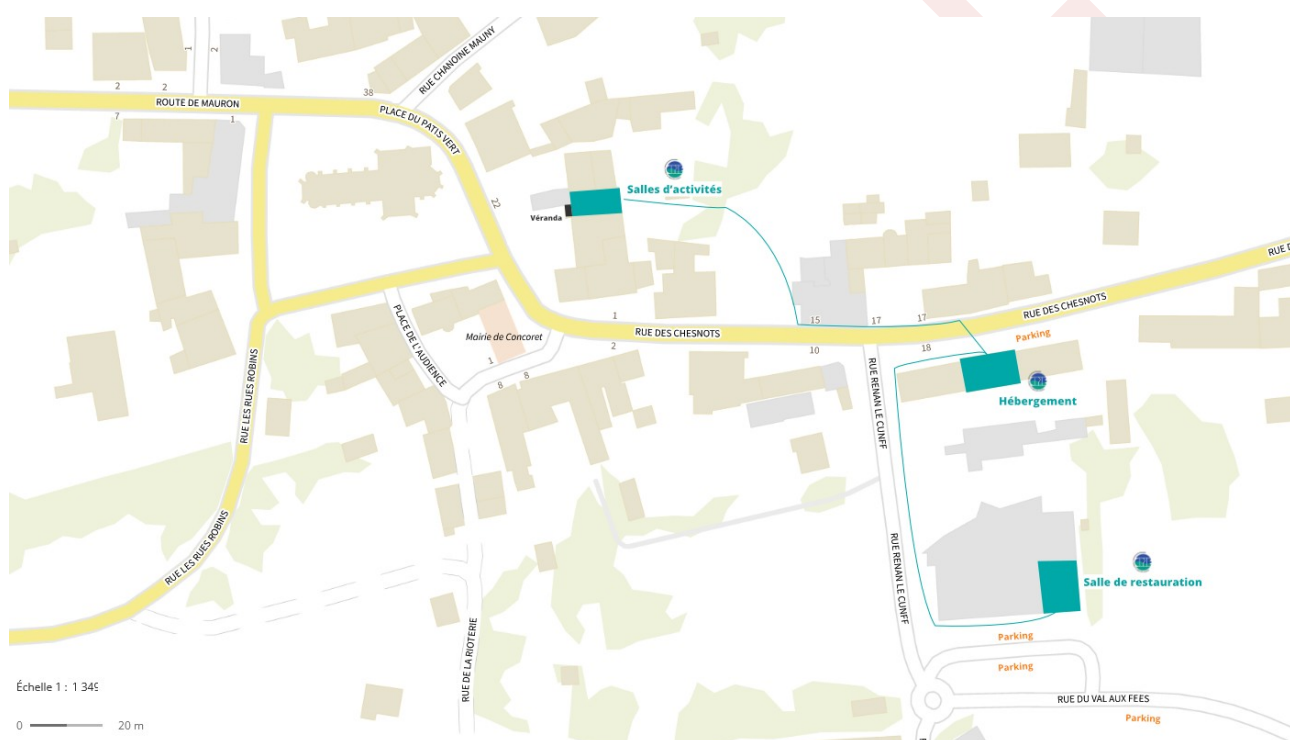 RUE CHANOINE MAUNY
1
2
2
2
38
ROUTE DE MAURON
PLACE DU PATIS VERT
7
1
Salles d'activités
22
Véranda
RUE DES CHESNOTS
1
15
17
17
Parking
PLACE DE L'AUDIENCE
Mairie de Concoret
RUE DES CHESNOTS
2
10
18
1
8
8
RUE RENAN LE CUNFF
Hébergement
RUE LES RUES ROBINS
RUE LES RUES ROBINS
RUE RENAN LE CUNFF
Salle de restauration
Parking
RUE DE LA RIOTERIE
Parking
Échelle 1 : 1 349
RUE DU VAL AUX FEES
Parking
0
20 m